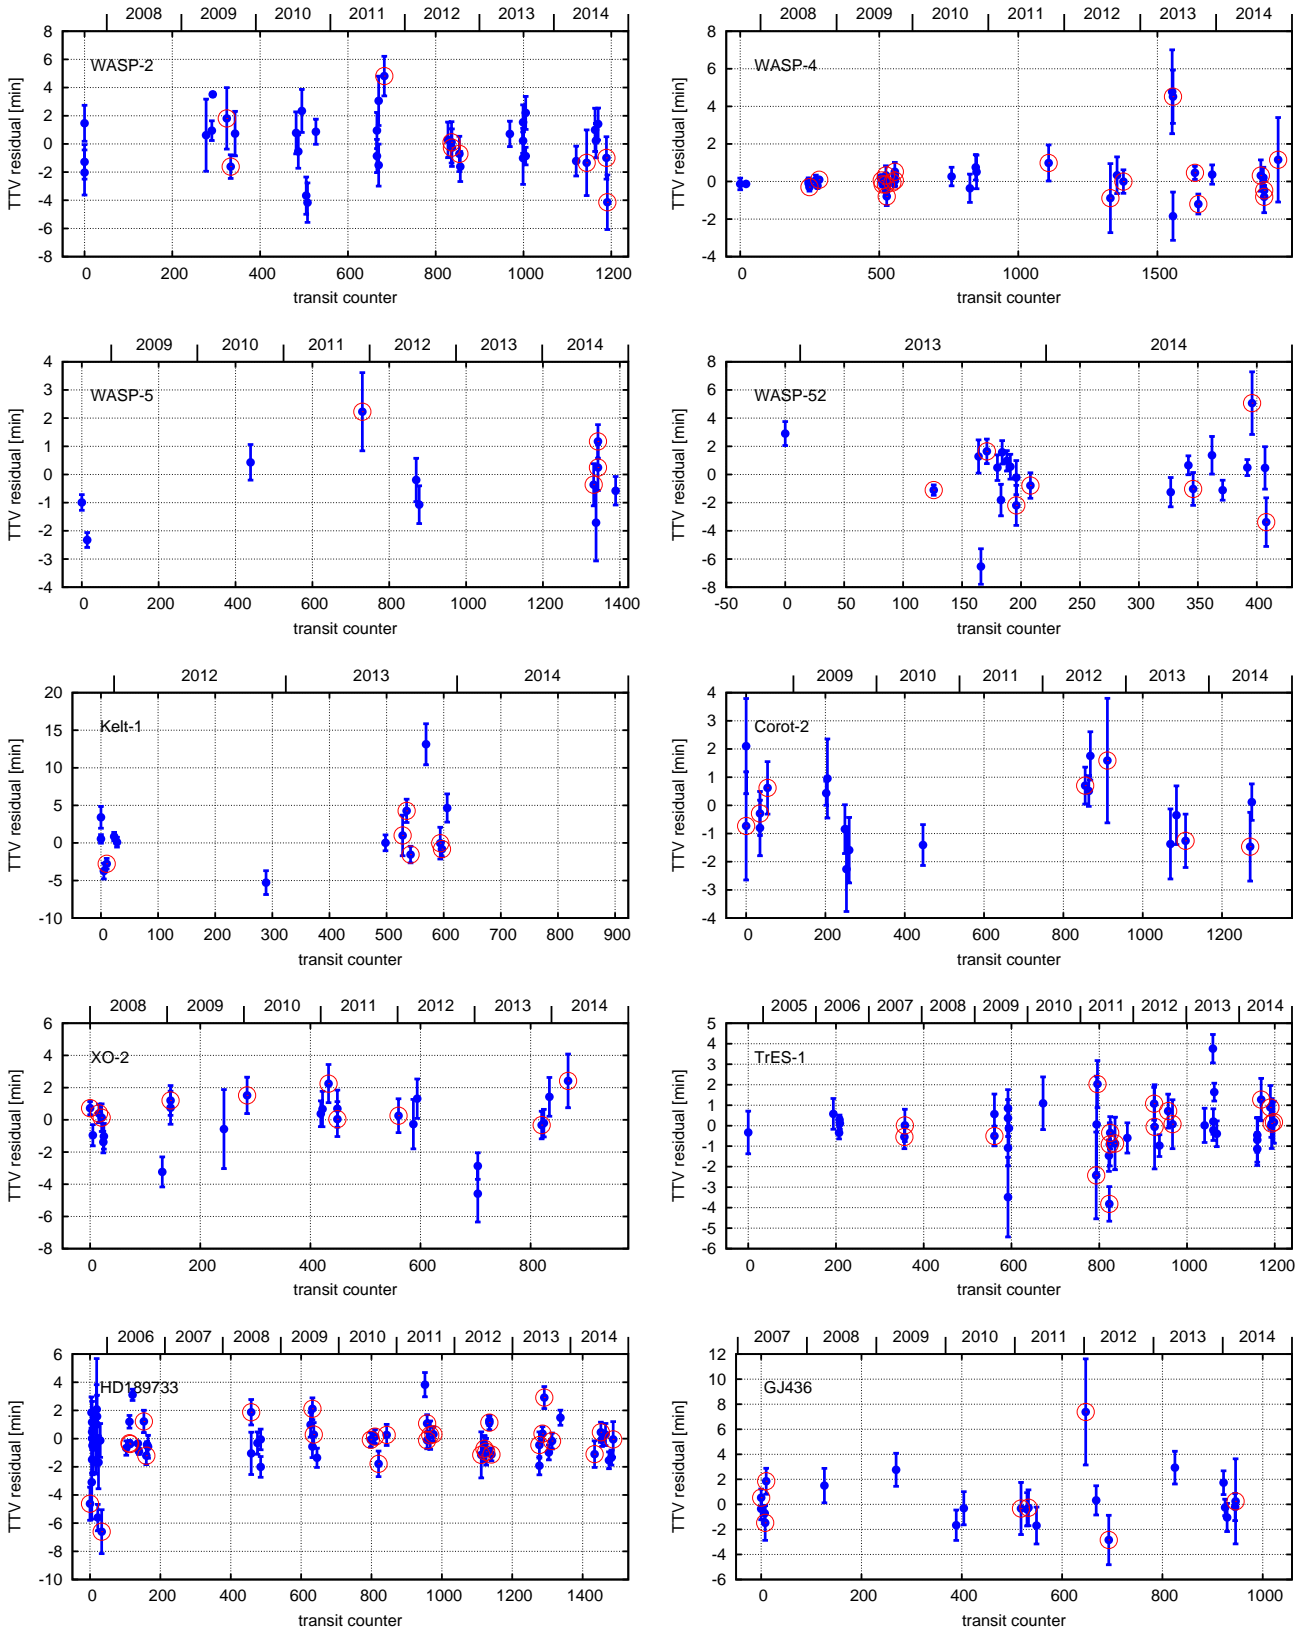 2008 2009 2010 2011 2012 2013 2014
8
6
4
2
0
-2
-4
-6
-8
TTV residual [min]
WASP-2
0 200 400 600 800 1000 1200
transit counter
2008 2009 2010 2011 2012 2013 2014
8
6
4
2
0
-2
-4
TTV residual [min]
WASP-4
0 500 1000 1500
transit counter
2009 2010 2011 2012 2013 2014
4
3
2
1
0
-1
-2
-3
-4
TTV residual [min]
WASP-5
0 200 400 600 800 1000 1200 1400
transit counter
2013 2014
8
6
4
2
0
-2
-4
-6
-8
TTV residual [min]
WASP-52
-50 0 50 100 150 200 250 300 350 400
transit counter
2012 2013 2014
20
15
10
5
0
-5
-10
TTV residual [min]
Kelt-1
0 100 200 300 400 500 600 700 800 900
transit counter
2009 2010 2011 2012 2013 2014
4
3
2
1
0
-1
-2
-3
-4
TTV residual [min]
Corot-2
0 200 400 600 800 1000 1200
transit counter
2008 2009 2010 2011 2012 2013 2014
6
4
2
0
-2
-4
-6
-8
TTV residual [min]
XO-2
0 200 400 600 800
transit counter
2005 2006 2007 2008 2009 2010 2011 2012 2013 2014
5
4
3
2
1
0
-1
-2
-3
-4
-5
-6
TTV residual [min]
TrES-1
0 200 400 600 800 1000 1200
transit counter
2006 2007 2008 2009 2010 2011 2012 2013 2014
6
4
2
0
-2
-4
-6
-8
-10
TTV residual [min]
HD189733
0 200 400 600 800 1000 1200 1400
transit counter
2007 2008 2009 2010 2011 2012 2013 2014
12
10
8
6
4
2
0
-2
-4
-6
TTV residual [min]
GJ436
0 200 400 600 800 1000
transit counter